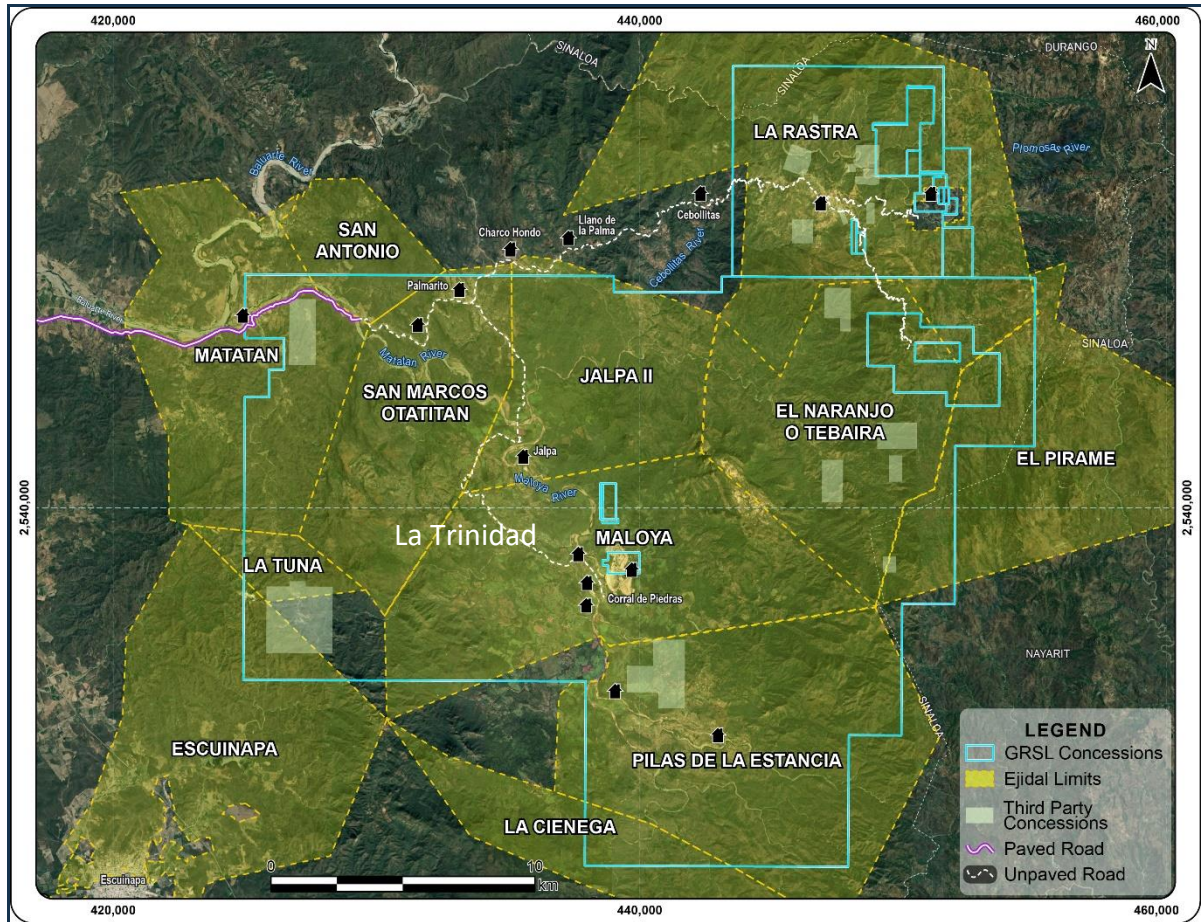 420,000
440,000
460,000
SINALOA
DURANGO
N
SINALOA
LA RASTRA
Plomosas River
Baluarte River
SAN
ANTONIO
Charco Hondo
Llano de
la Palma
Cebollitas
Cebollitas River
Palmarito
Baluarte River
MATATAN
Matatan River
SINALOA
SAN MARCOS
OTATITAN
JALPA II
EL NARANJO
O TEBAIRA
EL PIRAME
Jalpa
Maloya River
2,540,000
2,540,000
La Trinidad
MALOYA
LA TUNA
Corral de Piedras
NAYARIT
SINALOA
ESCUINAPA
PILAS DE LA ESTANCIA
LA CIENEGA
Escuinapa
0
10
km
LEGEND
GRSL Concessions
Ejidal Limits
Third Party
Concessions
Paved Road
Unpaved Road
420,000
440,000
460,000